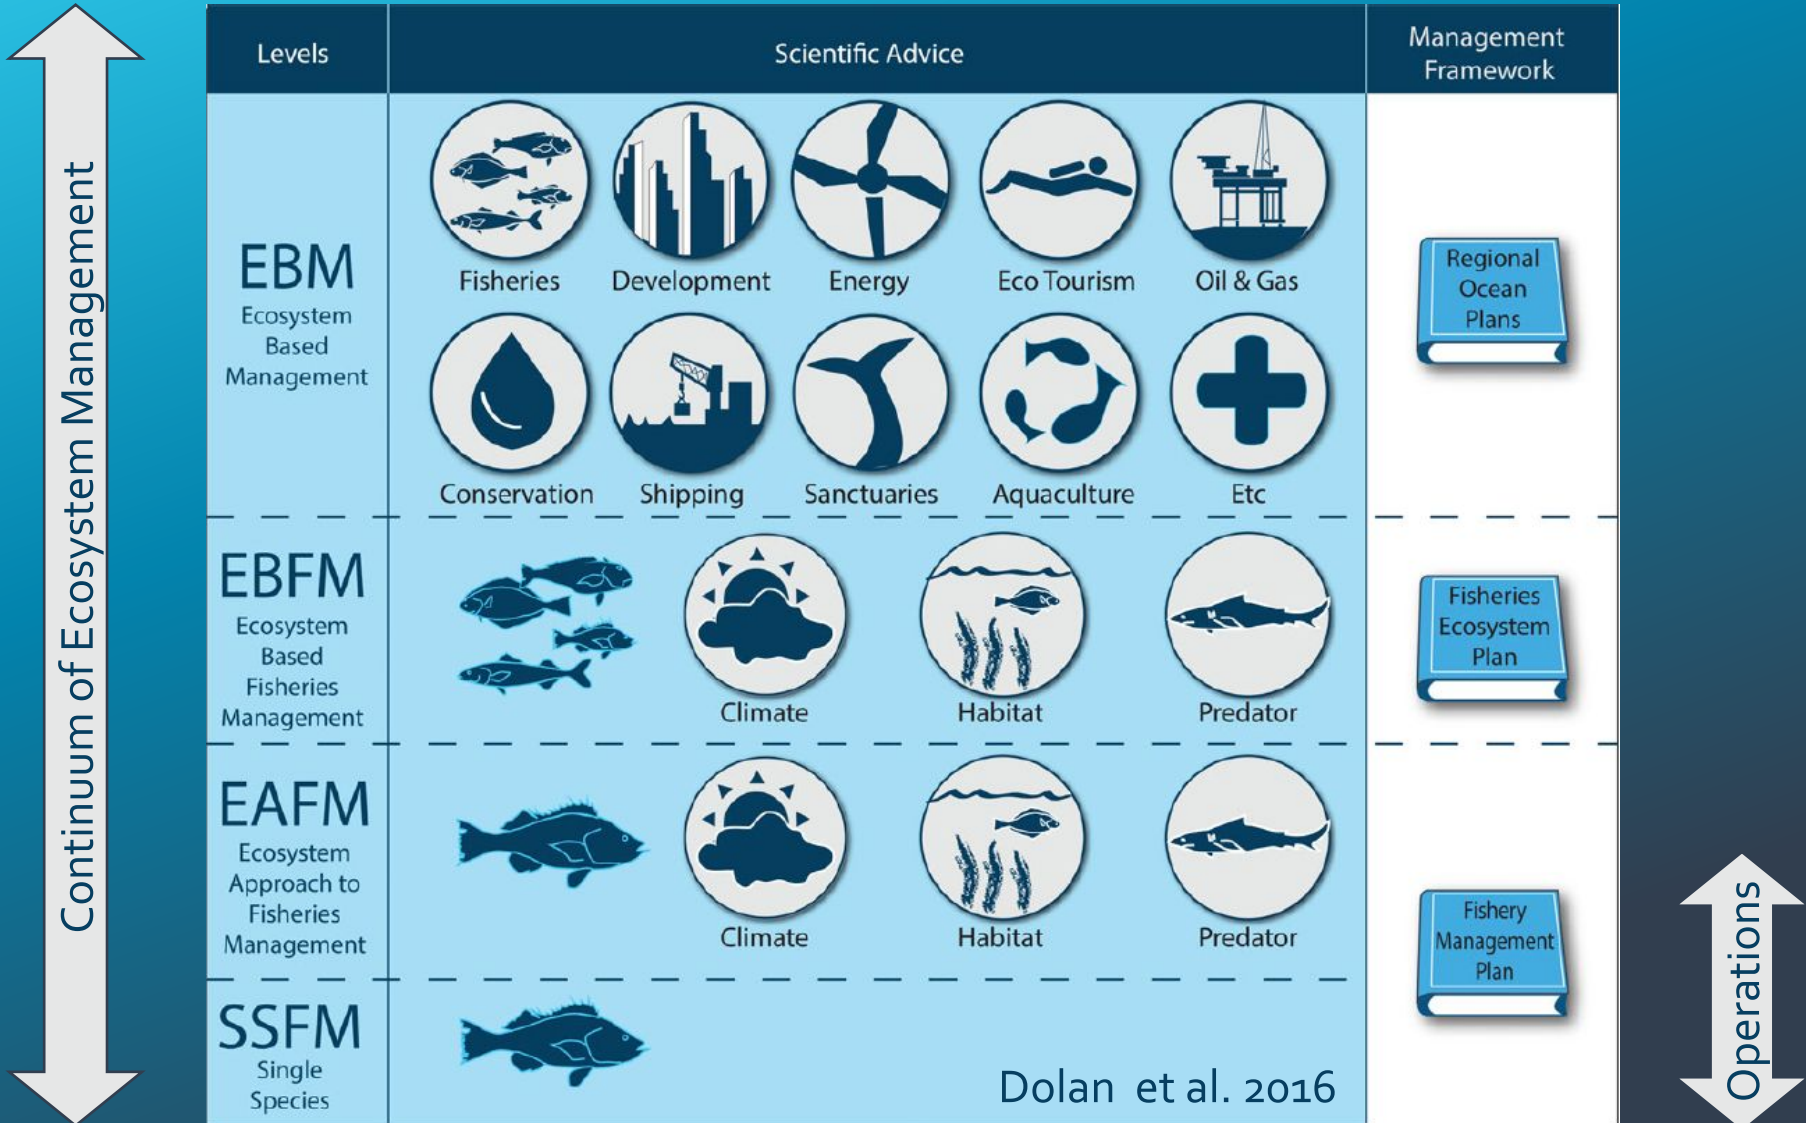 Continuum of Ecosystem Management
Levels
Scientific Advice
Management
Framework
EBM
Ecosystem
Based
Management
Fisheries
Development
Energy
Eco Tourism
Oil & Gas
Conservation
Shipping
Sanctuaries
Aquaculture
Etc
Regional
Ocean
Plans
EBFM
Ecosystem
Based
Fisheries
Management
Climate
Habitat
Predator
Fisheries
Ecosystem
Plan
EAFM
Ecosystem
Approach to
Fisheries
Management
Climate
Habitat
Predator
Fishery
Management
Plan
SSFM
Single
Species
Dolan et al. 2016
Operations